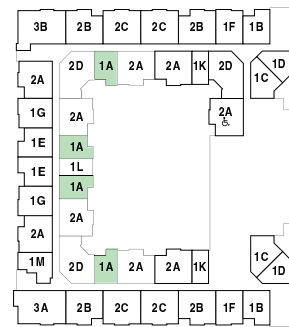 3B 2B 2C 2C 2B 1F 1B
2D 1A 2A 2A 1K 2D 1C 1D
2A
1G 2A 2A
1E 1A
1L
1E 1A
1G
2A 2A
1M 2D 1A 2A 2A 1K 1C 1D
3A 2B 2C 2C 2B 1F 1B